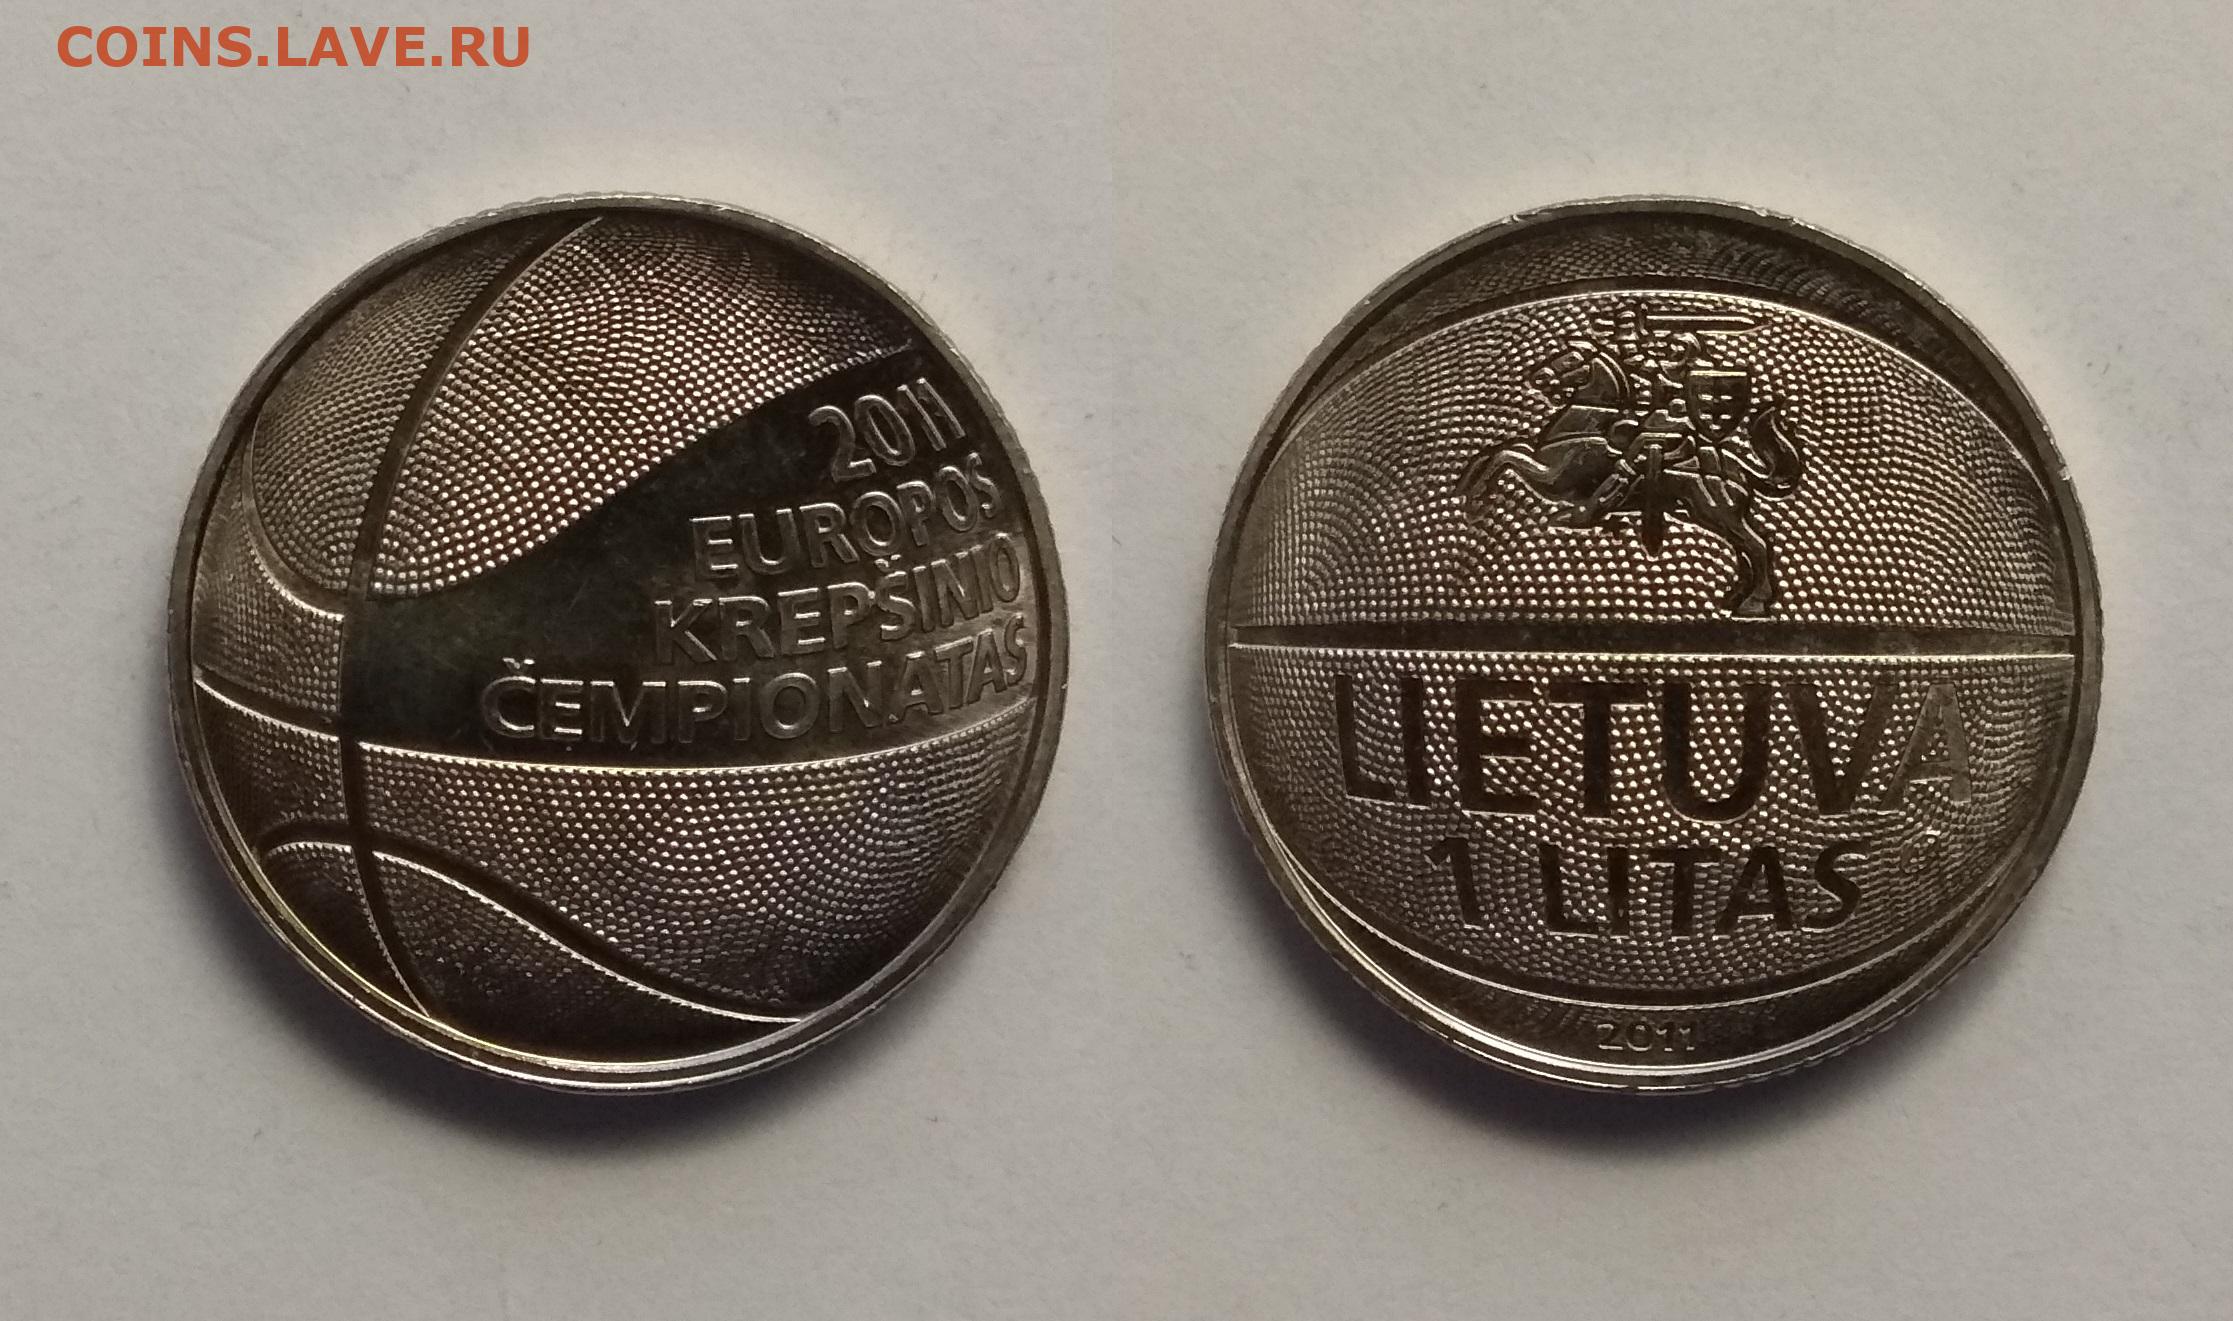 COINS.LAVE.RU
2011
EUROPOS
KREPŠINIO
ČEMPIONATAS
LIETUVA
1 LITAS
2011